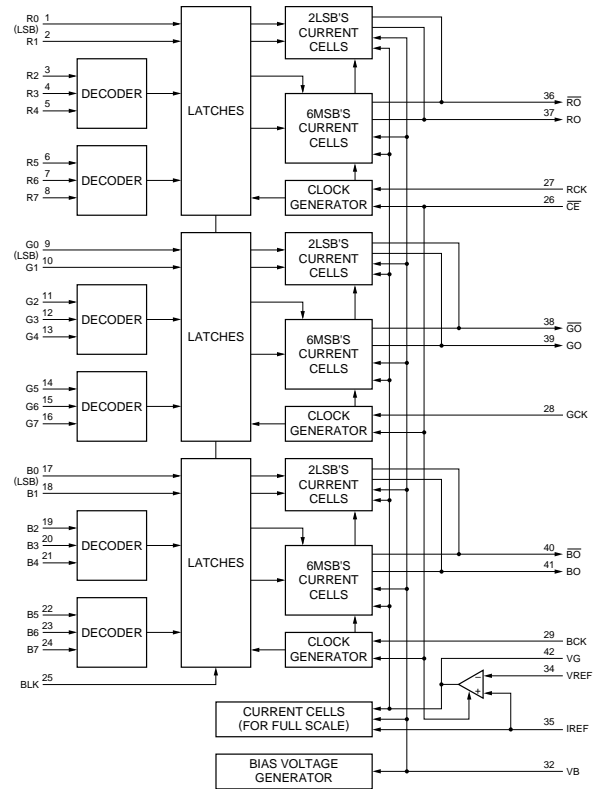 R0 1
(LSB)
R1 2
R2 3
R3 4
R4 5
DECODER
R5 6
R6 7
R7 8
DECODER
LATCHES
2LSB'S
CURRENT
CELLS
6MSB'S
CURRENT
CELLS
CLOCK
GENERATOR
36 R̅O̅
37 RO
27 RCK
26 C̅E̅
G0 9
(LSB)
G1 10
G2 11
G3 12
G4 13
DECODER
G5 14
G6 15
G7 16
DECODER
LATCHES
2LSB'S
CURRENT
CELLS
6MSB'S
CURRENT
CELLS
CLOCK
GENERATOR
38 G̅O̅
39 GO
28 GCK
B0 17
(LSB)
B1 18
B2 19
B3 20
B4 21
DECODER
B5 22
B6 23
B7 24
DECODER
BLK 25
LATCHES
2LSB'S
CURRENT
CELLS
6MSB'S
CURRENT
CELLS
CLOCK
GENERATOR
40 B̅O̅
41 BO
29 BCK
42 VG
34 VREF
− +
35 IREF
CURRENT CELLS
(FOR FULL SCALE)
BIAS VOLTAGE
GENERATOR
32 VB